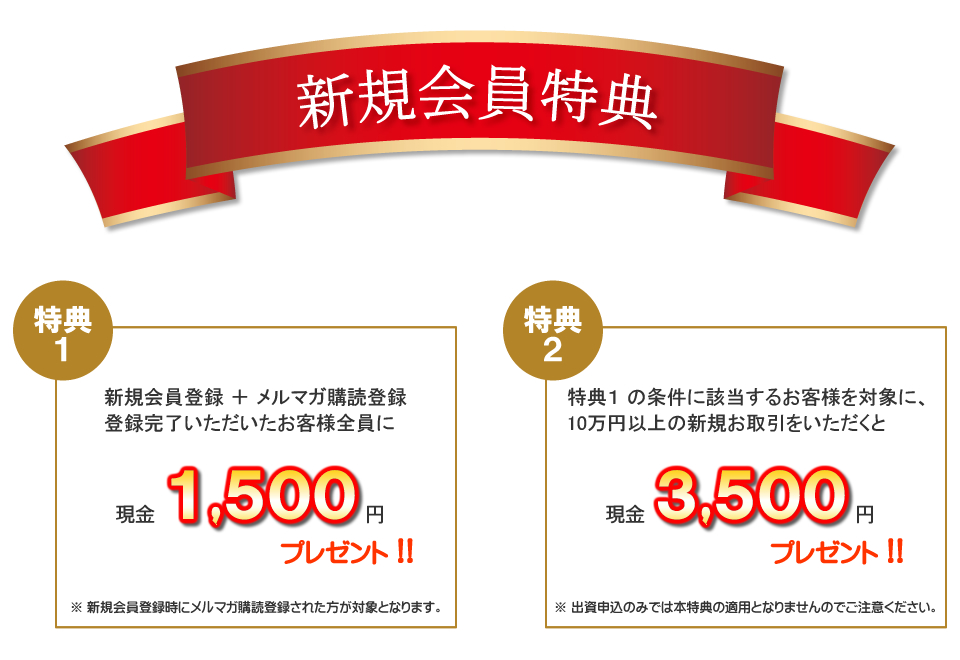 新規会員特典
特典
1
新規会員登録 ＋ メルマガ購読登録
登録完了いただいたお客様全員に
現金 1,500 円
プレゼント !!
※ 新規会員登録時にメルマガ購読登録された方が対象となります。
特典
2
特典１ の条件に該当するお客様を対象に、
10万円以上の新規お取引をいただくと
現金 3,500 円
プレゼント !!
※ 出資申込のみでは本特典の適用となりませんのでご注意ください。